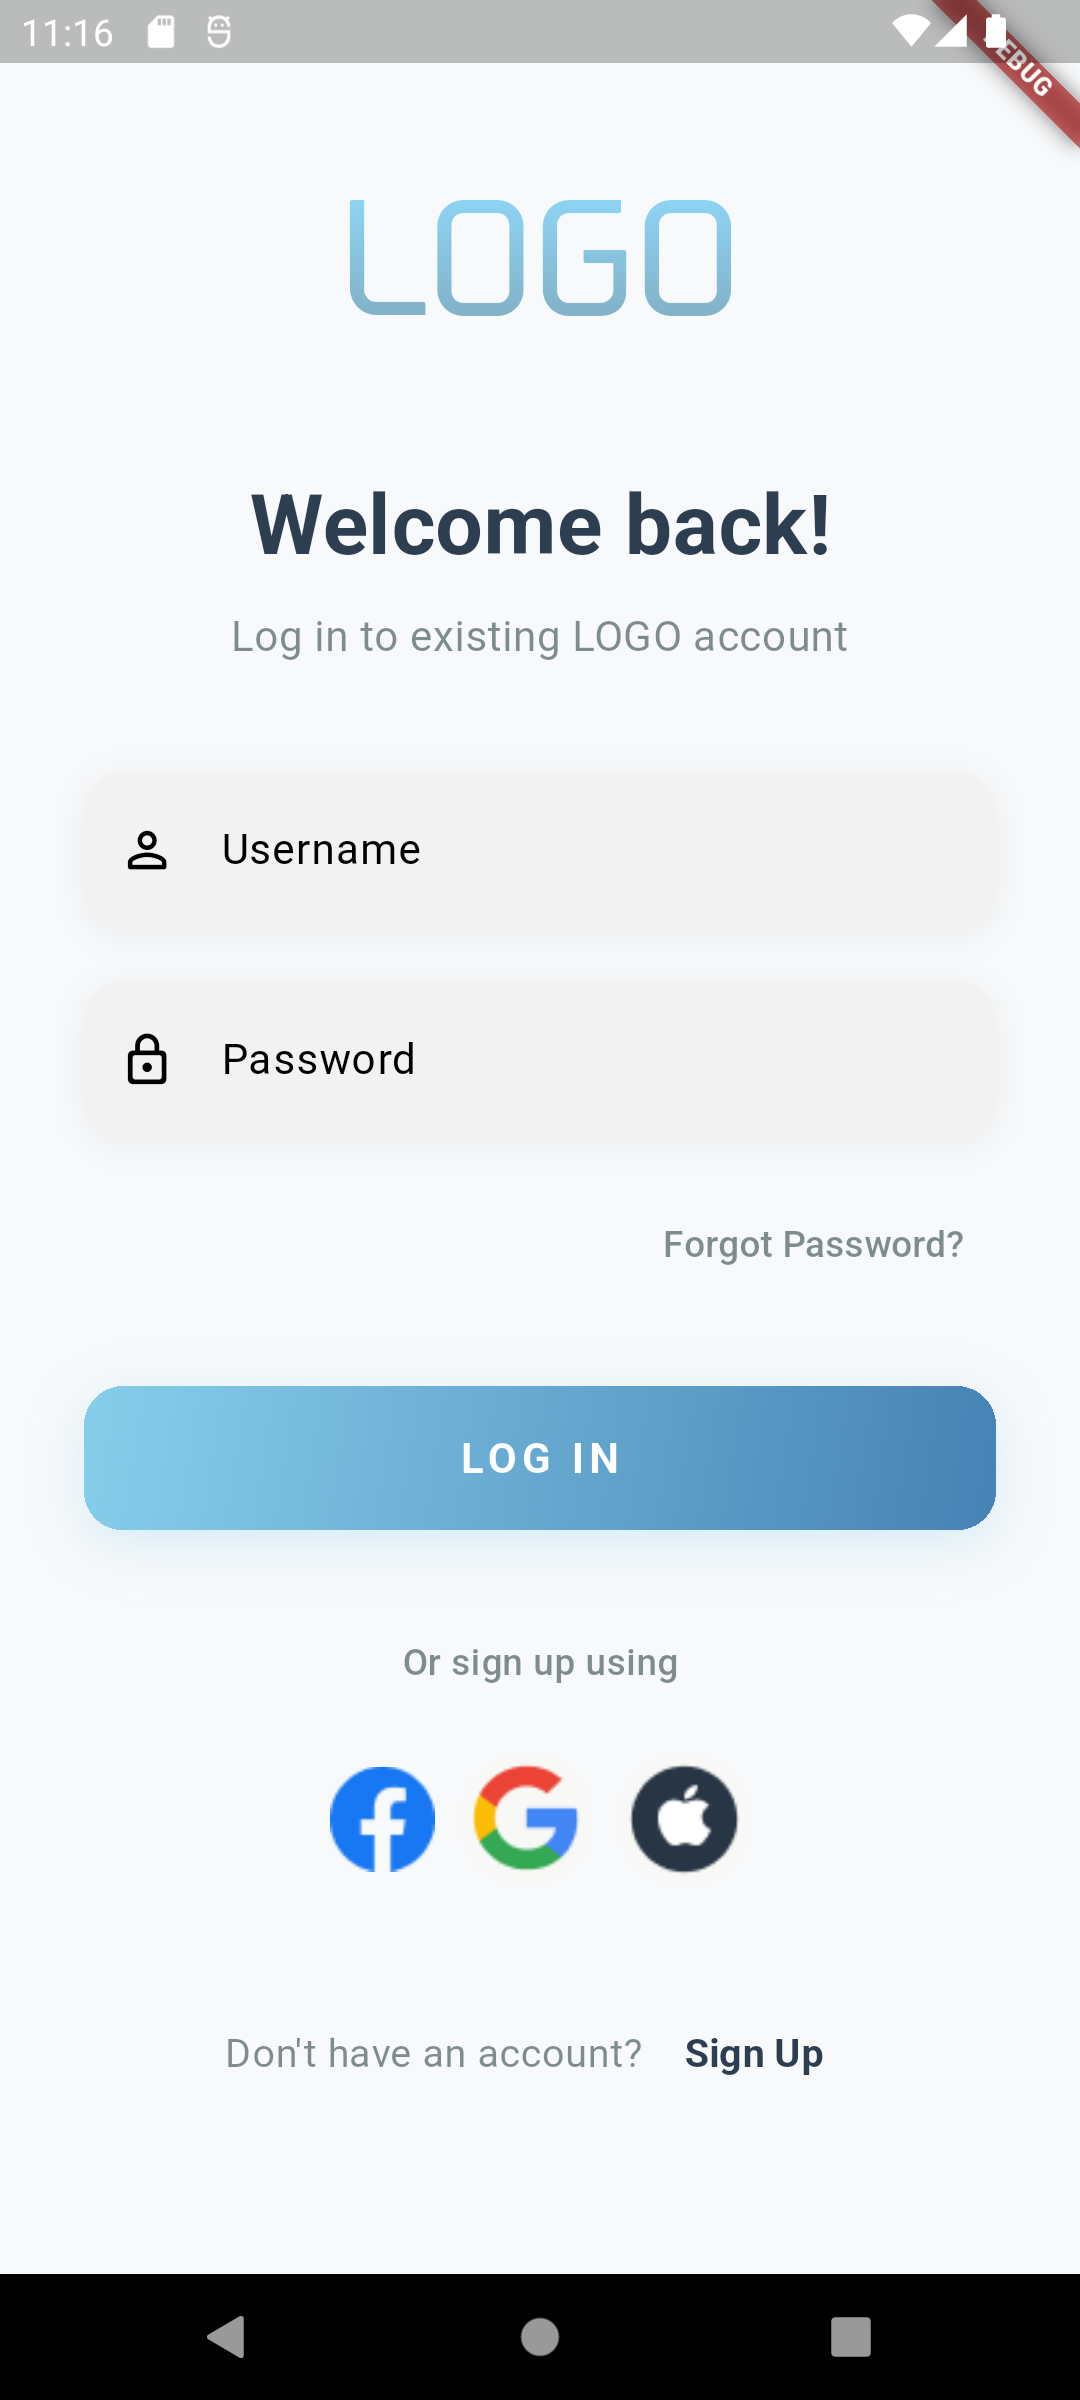 11:16
DEBUG
LOGO
Welcome back!
Log in to existing LOGO account
Username
Password
Forgot Password?
LOG IN
Or sign up using
Don't have an account? Sign Up